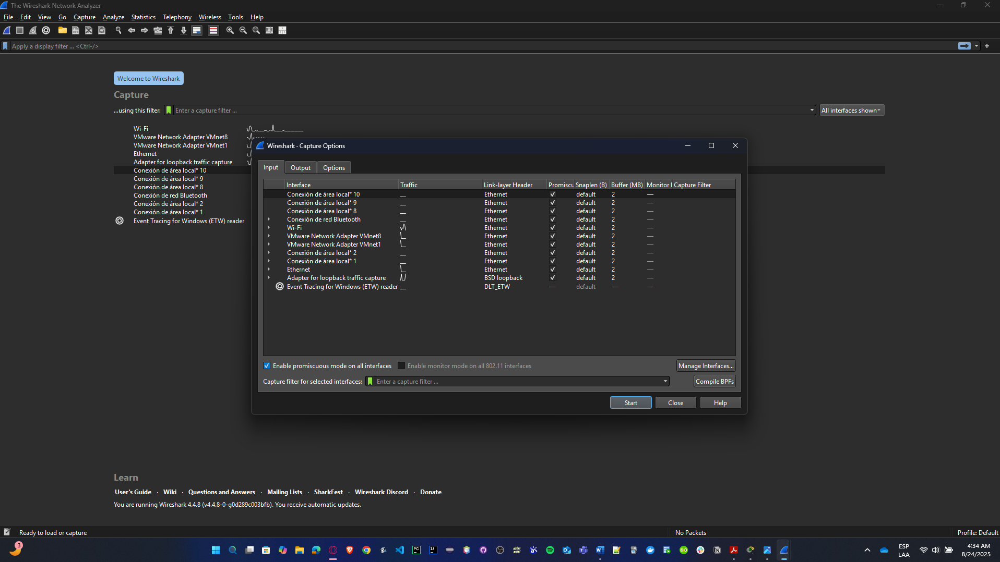 The Wireshark Network Analyzer
File Edit View Go Capture Analyze Statistics Telephony Wireless Tools Help
Apply a display filter ... <Ctrl-/>
Welcome to Wireshark
Capture
...using this filter: Enter a capture filter ... All interfaces shown
Wi-Fi
VMware Network Adapter VMnet8
VMware Network Adapter VMnet1
Ethernet
Adapter for loopback traffic capture
Conexión de área local* 10
Conexión de área local* 9
Conexión de área local* 8
Conexión de red Bluetooth
Conexión de área local* 2
Conexión de área local* 1
Event Tracing for Windows (ETW) reader
Wireshark · Capture Options
Input Output Options
Interface Traffic Link-layer Header Promiscu Snaplen (B) Buffer (MB) Monitor Capture Filter
Conexión de área local* 10 Ethernet default 2 —
Conexión de área local* 9 Ethernet default 2 —
Conexión de área local* 8 Ethernet default 2 —
Conexión de red Bluetooth Ethernet default 2 —
Wi-Fi Ethernet default 2 —
VMware Network Adapter VMnet8 Ethernet default 2 —
VMware Network Adapter VMnet1 Ethernet default 2 —
Conexión de área local* 2 Ethernet default 2 —
Conexión de área local* 1 Ethernet default 2 —
Ethernet Ethernet default 2 —
Adapter for loopback traffic capture BSD loopback default 2 —
Event Tracing for Windows (ETW) reader DLT_ETW — default — —
Enable promiscuous mode on all interfaces Enable monitor mode on all 802.11 interfaces Manage Interfaces...
Capture filter for selected interfaces: Enter a capture filter ... Compile BPFs
Start Close Help
Learn
User's Guide · Wiki · Questions and Answers · Mailing Lists · SharkFest · Wireshark Discord · Donate
You are running Wireshark 4.4.8 (v4.4.8-0-g0d289c003bfb). You receive automatic updates.
Ready to load or capture No Packets Profile: Default
3
ESP
LAA
4:34 AM
8/24/2025